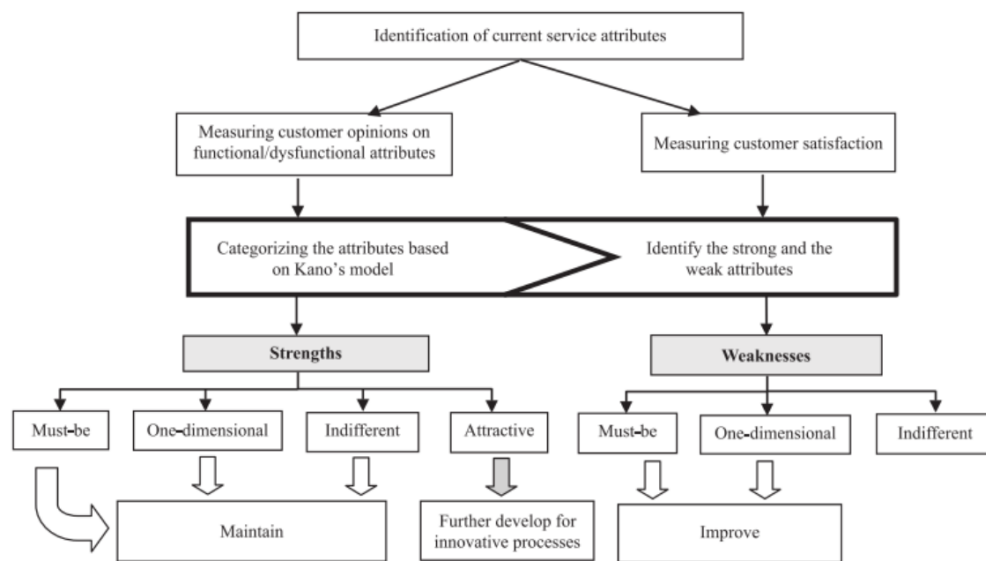 Identification of current service attributes
Measuring customer opinions on
functional/dysfunctional attributes
Measuring customer satisfaction
Categorizing the attributes based
on Kano's model
Identify the strong and the
weak attributes
Strengths
Weaknesses
Must-be
One-dimensional
Indifferent
Attractive
Must-be
One-dimensional
Indifferent
Maintain
Further develop for
innovative processes
Improve